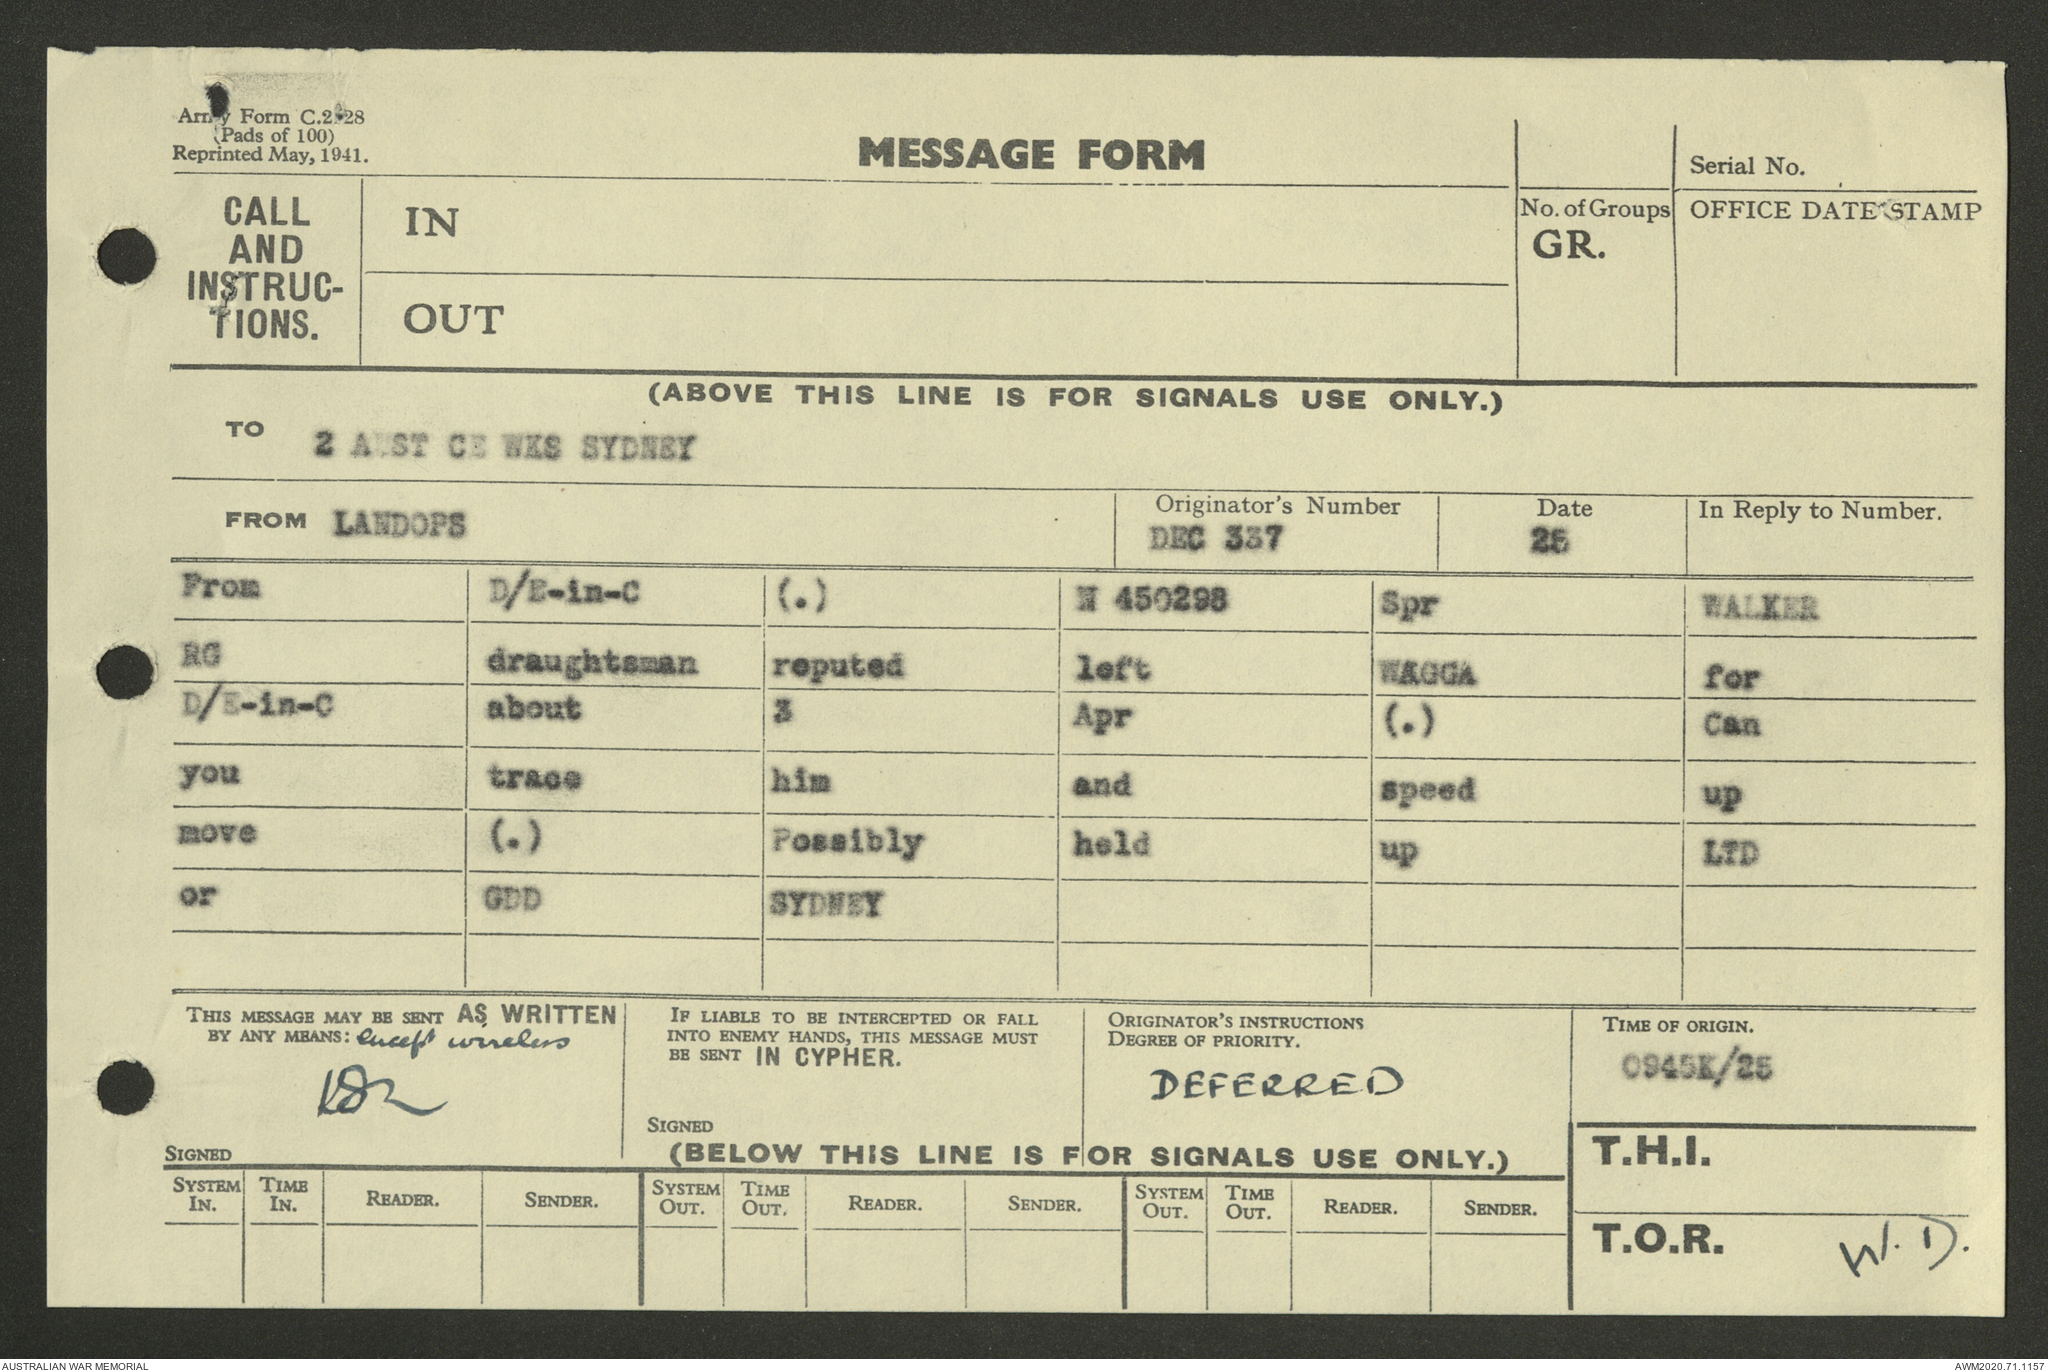 Army Form C.2128
(Pads of 100)
Reprinted May, 1941.
MESSAGE FORM
Serial No.
CALL AND INSTRUC-TIONS.
IN
OUT
No. of Groups
GR.
OFFICE DATE STAMP
(ABOVE THIS LINE IS FOR SIGNALS USE ONLY.)
TO 2 AUST CE WKS SYDNEY
FROM LANDOPS
Originator's Number
DEC 337
Date
25
In Reply to Number.
From D/E-in-C (.) N 450298 Spr WALKER
RG draughtsman reputed left WAGGA for
D/E-in-C about 3 Apr (.) Can
you trace him and speed up
move (.) Possibly held up LTD
or GDD SYDNEY
THIS MESSAGE MAY BE SENT AS WRITTEN
BY ANY MEANS: except wireless
SIGNED
IF LIABLE TO BE INTERCEPTED OR FALL
INTO ENEMY HANDS, THIS MESSAGE MUST
BE SENT IN CYPHER.
SIGNED
ORIGINATOR'S INSTRUCTIONS
DEGREE OF PRIORITY.
DEFERRED
TIME OF ORIGIN.
0945K/25
(BELOW THIS LINE IS FOR SIGNALS USE ONLY.)
T.H.I.
SYSTEM IN. TIME IN. READER. SENDER. SYSTEM OUT. TIME OUT. READER. SENDER. SYSTEM OUT. TIME OUT. READER. SENDER.
T.O.R. W.D.
AUSTRALIAN WAR MEMORIAL
AWM2020.71.1157